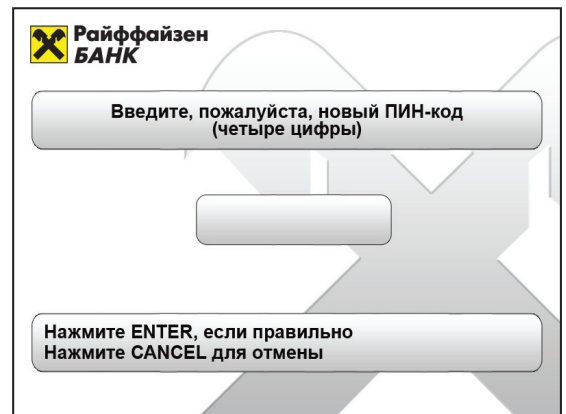 Райффайзен
БАНК
Введите, пожалуйста, новый ПИН-код
(четыре цифры)
Нажмите ENTER, если правильно
Нажмите CANCEL для отмены